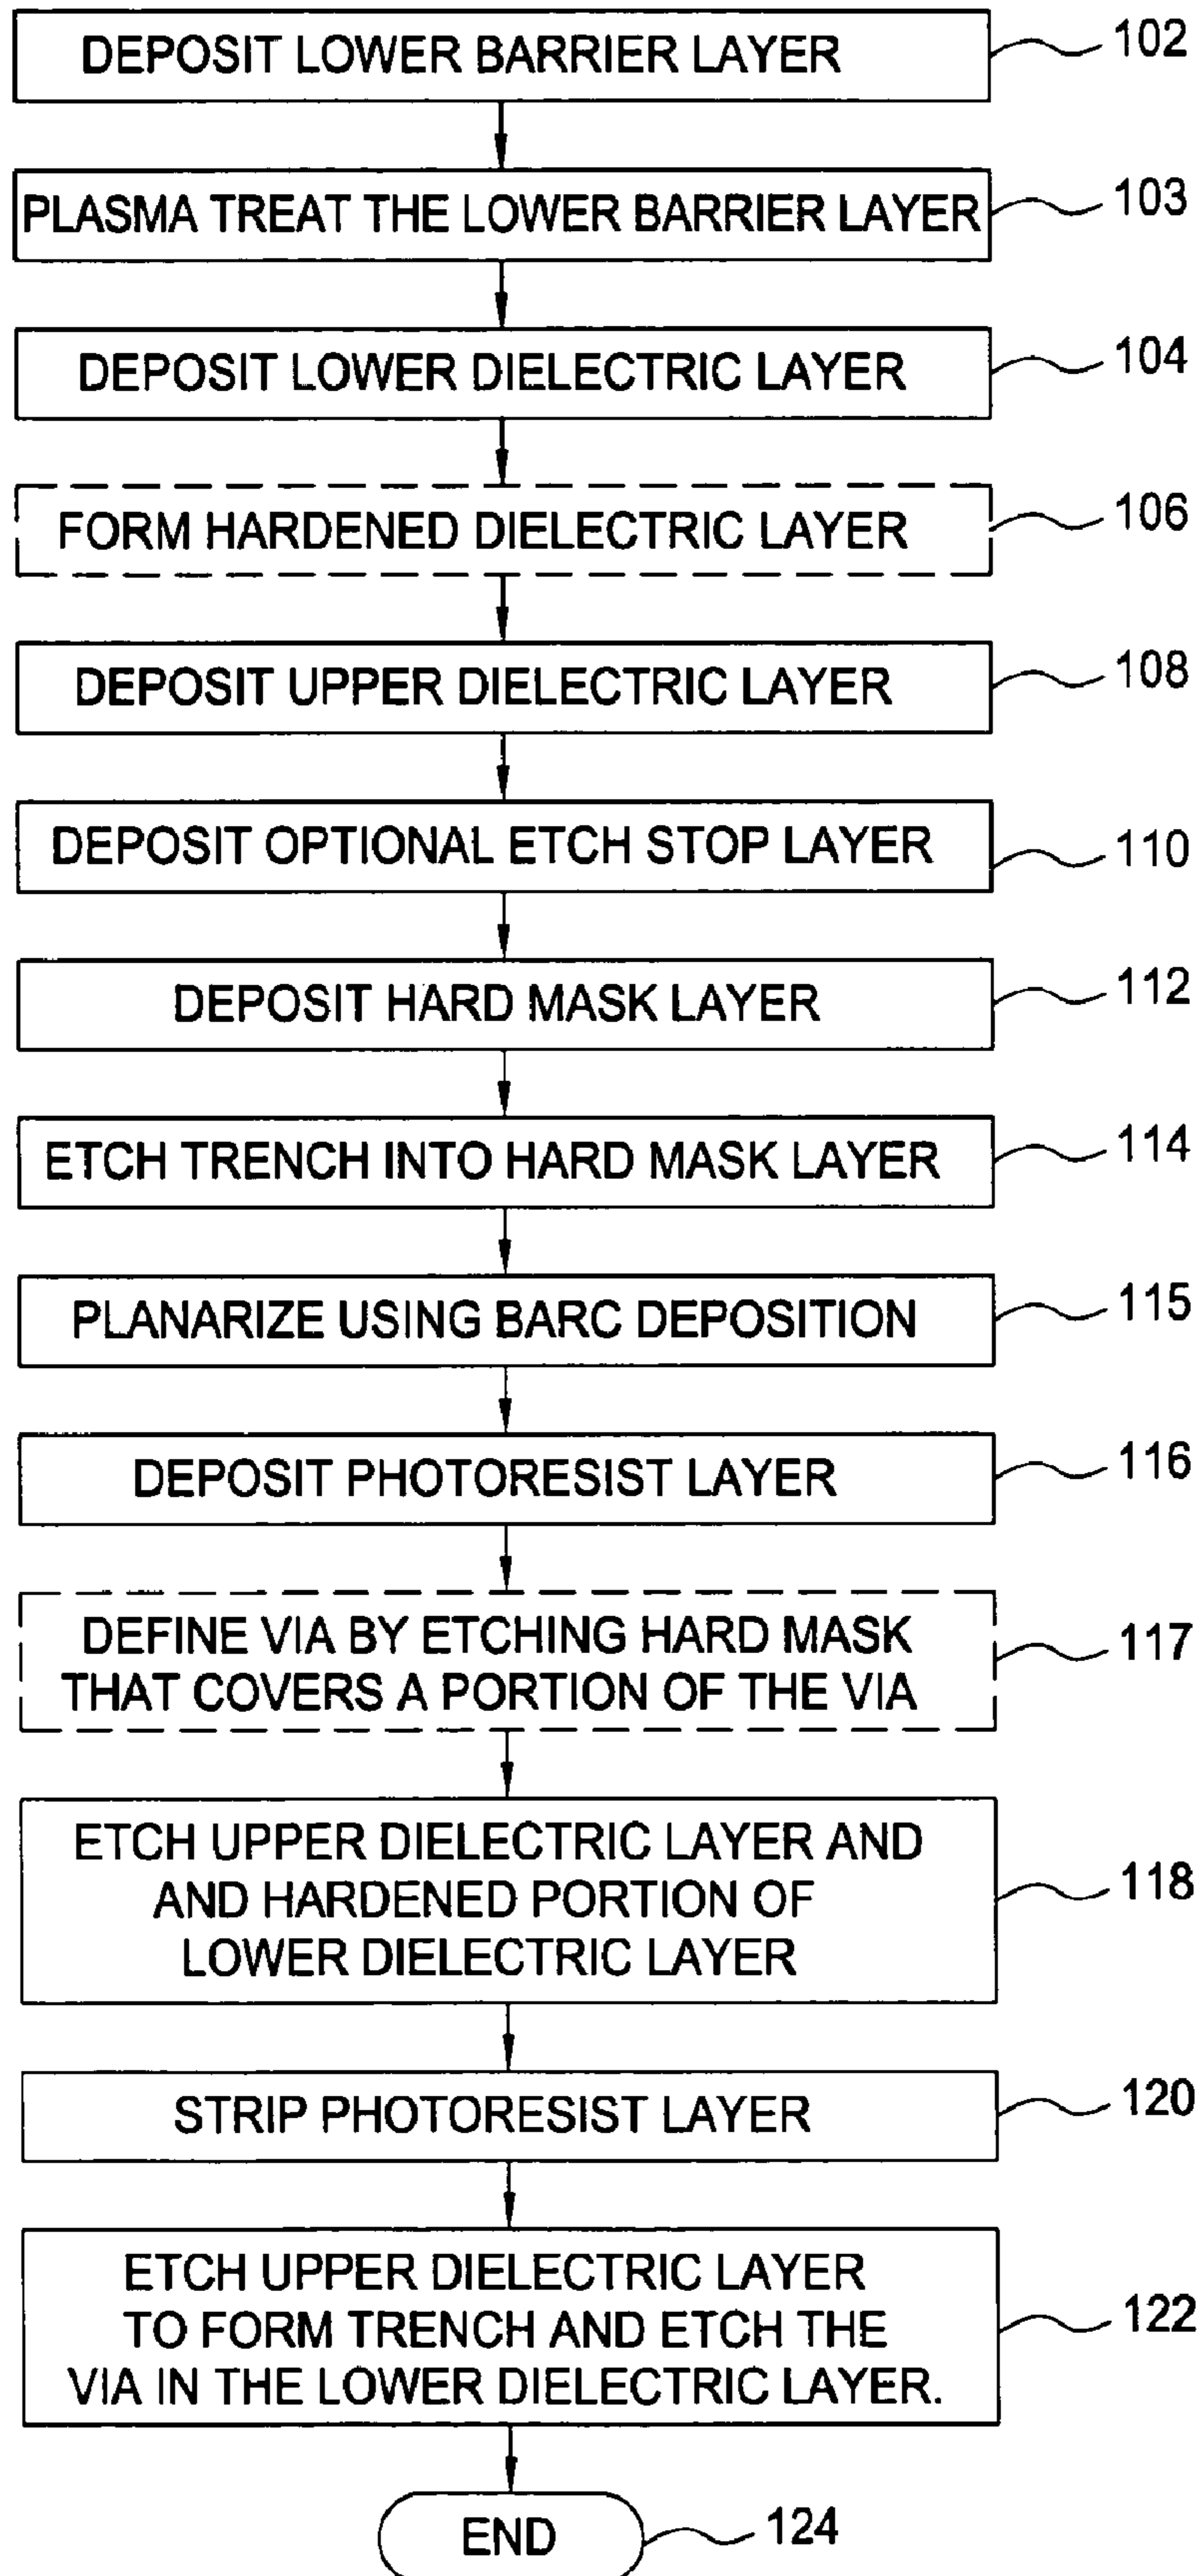 DEPOSIT LOWER BARRIER LAYER
102
PLASMA TREAT THE LOWER BARRIER LAYER
103
DEPOSIT LOWER DIELECTRIC LAYER
104
FORM HARDENED DIELECTRIC LAYER
106
DEPOSIT UPPER DIELECTRIC LAYER
108
DEPOSIT OPTIONAL ETCH STOP LAYER
110
DEPOSIT HARD MASK LAYER
112
ETCH TRENCH INTO HARD MASK LAYER
114
PLANARIZE USING BARC DEPOSITION
115
DEPOSIT PHOTORESIST LAYER
116
DEFINE VIA BY ETCHING HARD MASK
THAT COVERS A PORTION OF THE VIA
117
ETCH UPPER DIELECTRIC LAYER AND
AND HARDENED PORTION OF
LOWER DIELECTRIC LAYER
118
STRIP PHOTORESIST LAYER
120
ETCH UPPER DIELECTRIC LAYER
TO FORM TRENCH AND ETCH THE
VIA IN THE LOWER DIELECTRIC LAYER.
122
END
124